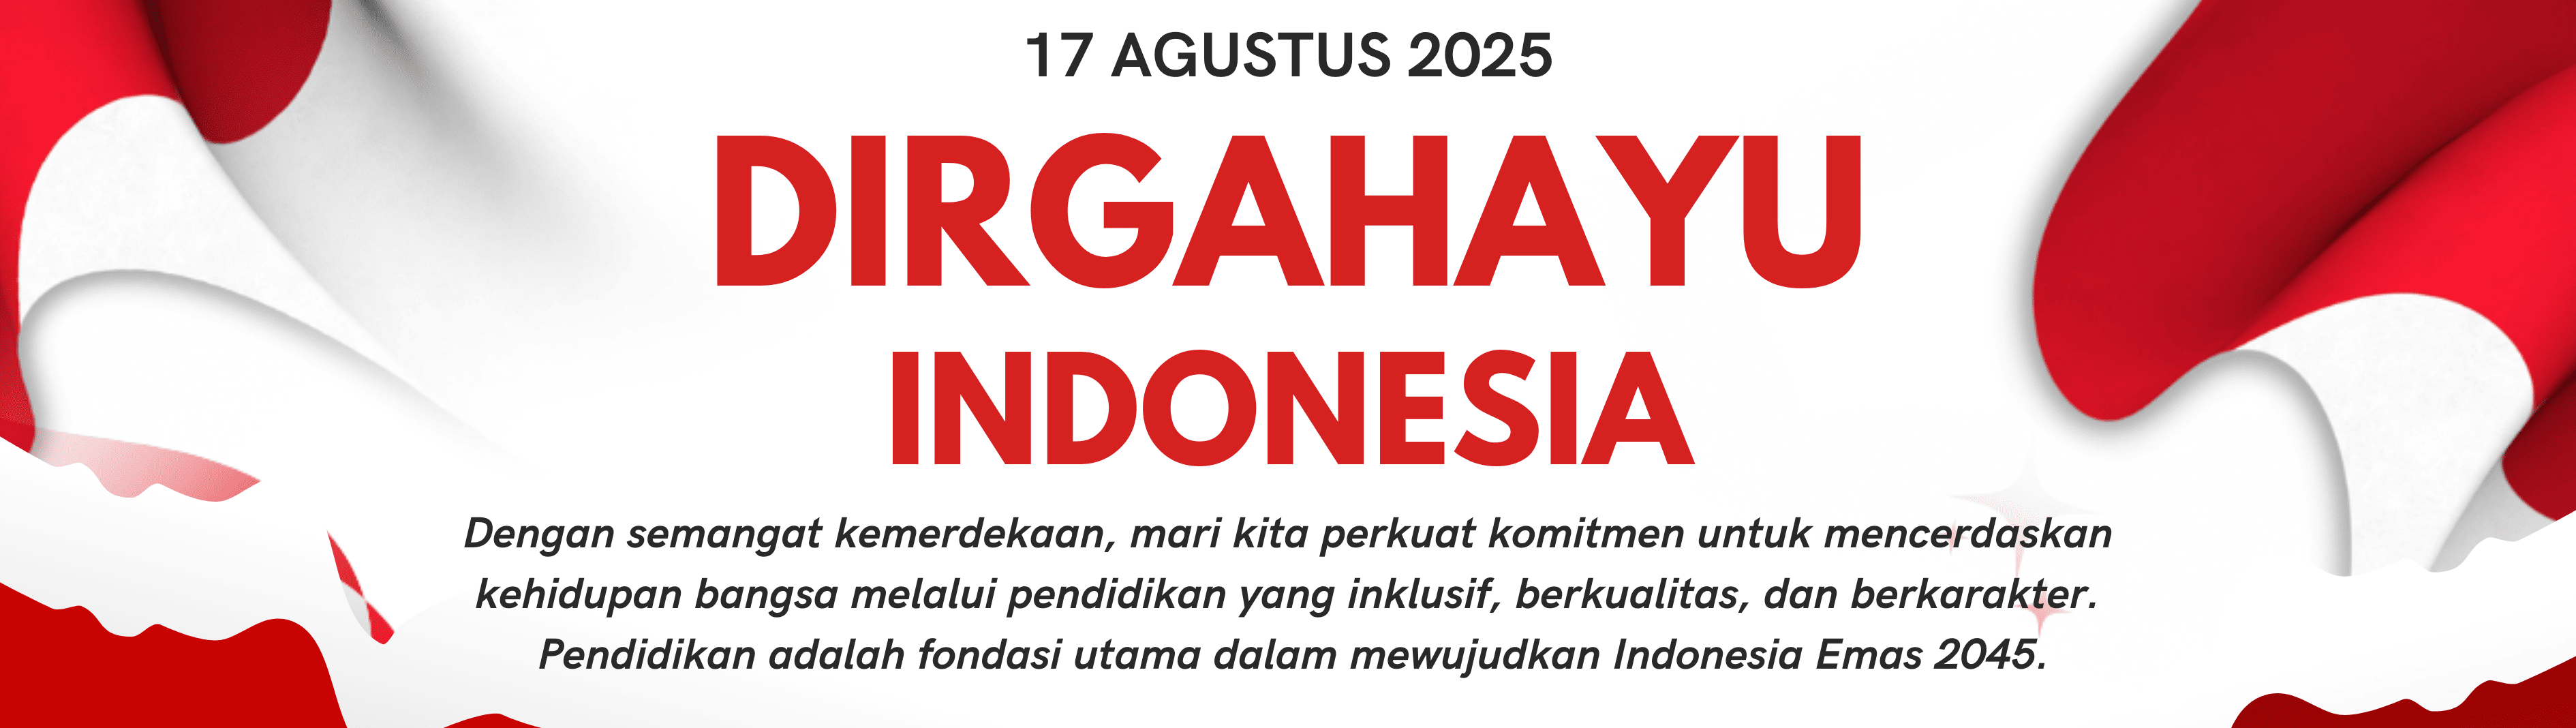 17 AGUSTUS 2025
DIRGAHAYU
INDONESIA
Dengan semangat kemerdekaan, mari kita perkuat komitmen untuk mencerdaskan
kehidupan bangsa melalui pendidikan yang inklusif, berkualitas, dan berkarakter.
Pendidikan adalah fondasi utama dalam mewujudkan Indonesia Emas 2045.